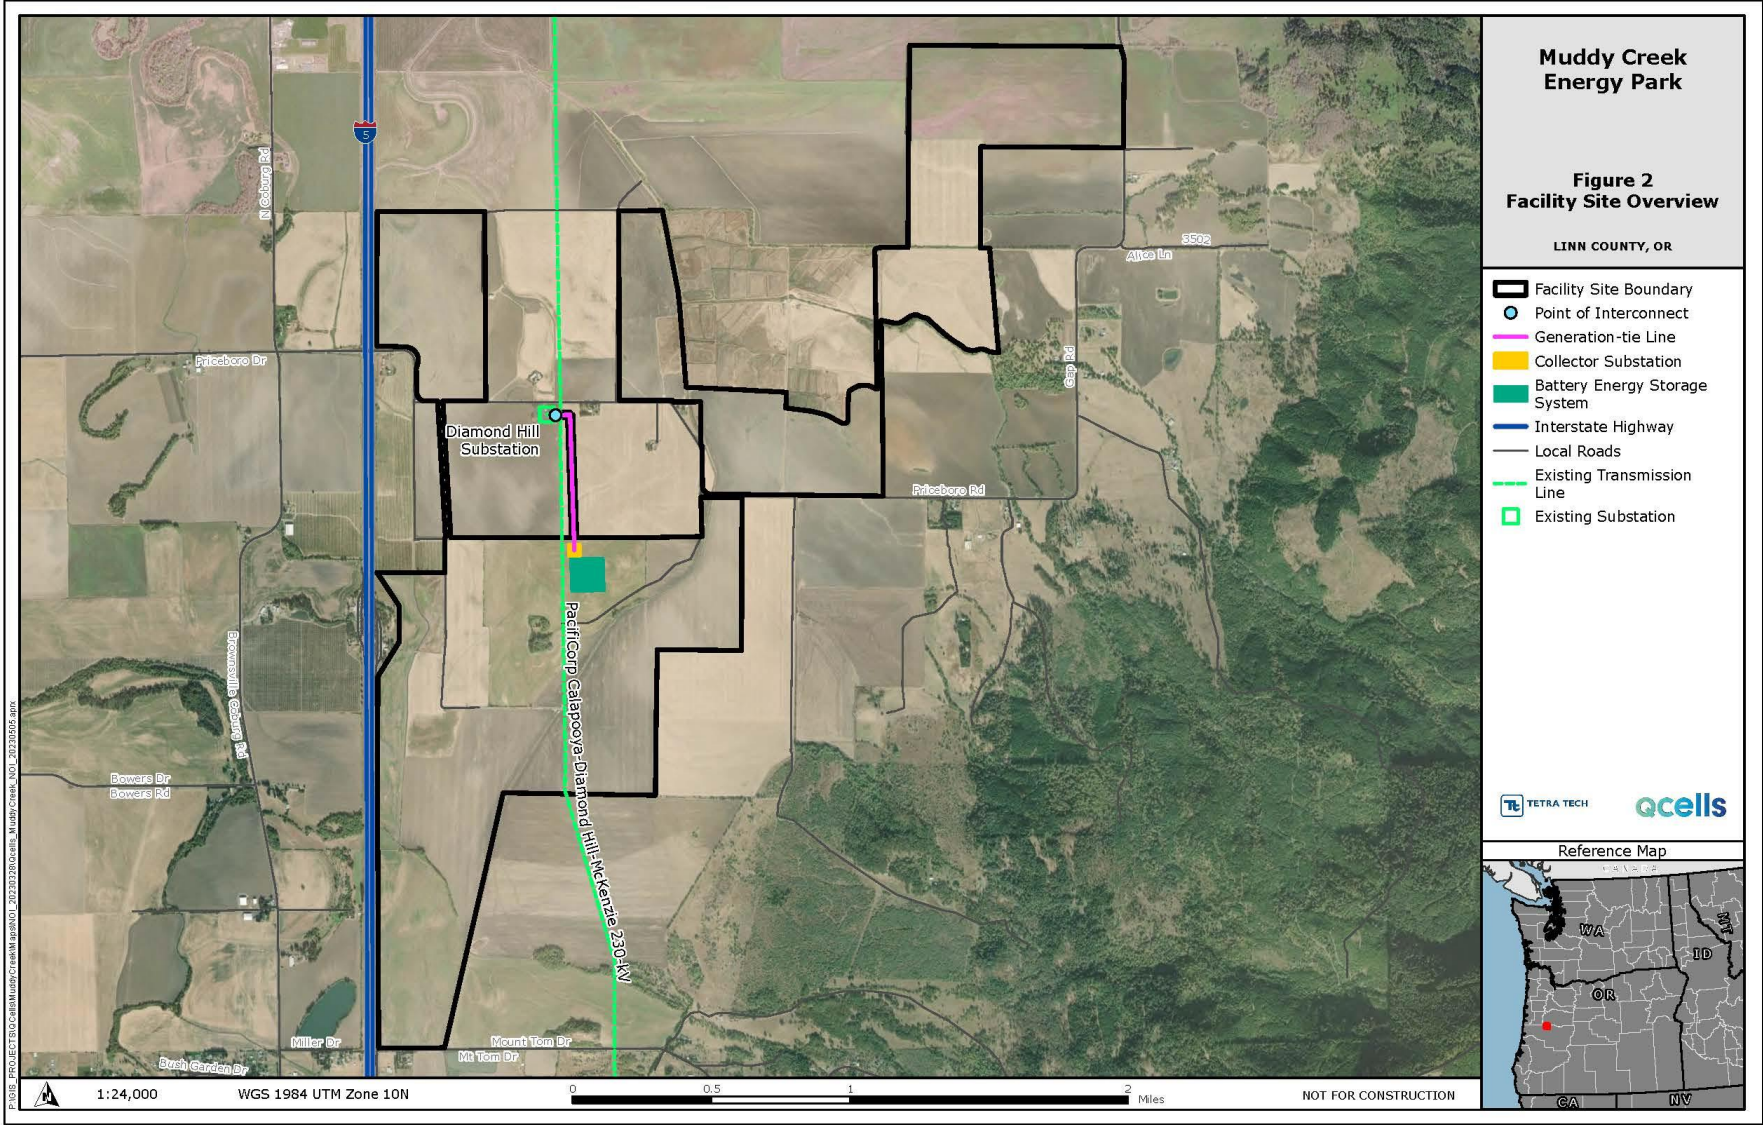 Muddy Creek
Energy Park
Figure 2
Facility Site Overview
LINN COUNTY, OR
Facility Site Boundary
Point of Interconnect
Generation-tie Line
Collector Substation
Battery Energy Storage
System
Interstate Highway
Local Roads
Existing Transmission
Line
Existing Substation
TETRA TECH
Qcells
Reference Map
CANADA
WA
MT
ID
OR
CA
NV
5
N Coburg Rd
Priceboro Dr
3502
Alice Ln
Gap Rd
Diamond Hill
Substation
Priceboro Rd
PacifiCorp Calapooya-Diamond Hill-McKenzie 230-kV
Brownsville Coburg Rd
Bowers Dr
Bowers Rd
Miller Dr
Bush Garden Dr
Mount Tom Dr
Mt Tom Dr
1:24,000
WGS 1984 UTM Zone 10N
0 0.5 1 2
Miles
NOT FOR CONSTRUCTION